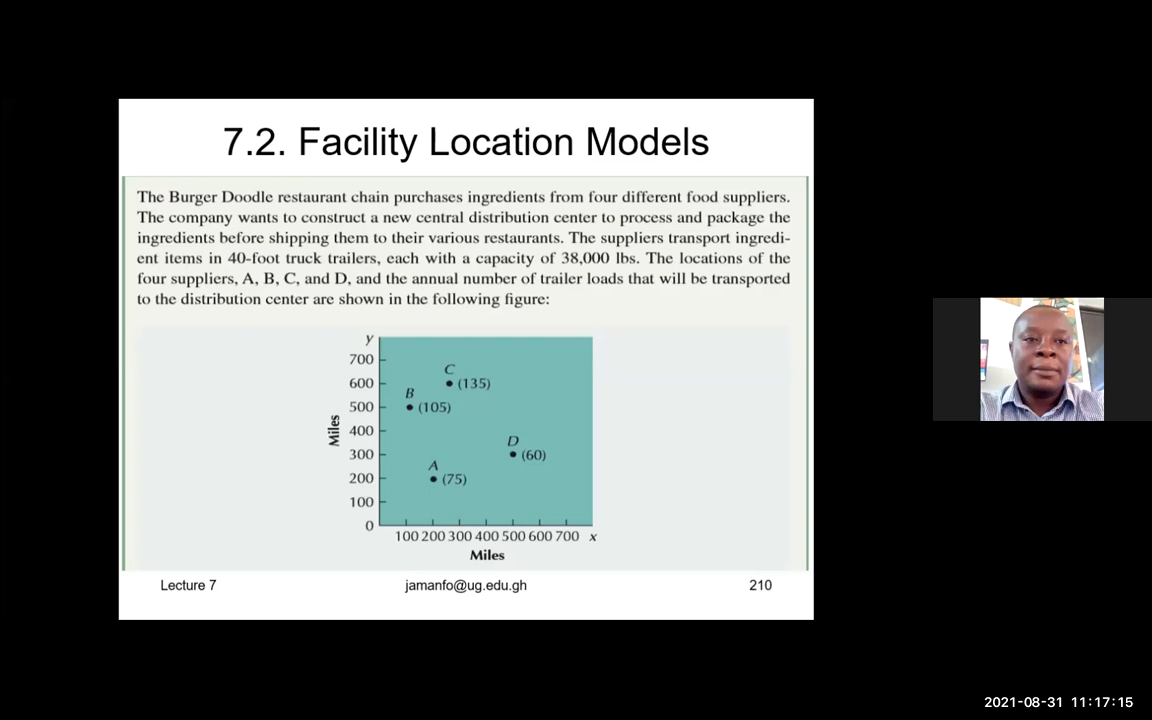 7.2. Facility Location Models
The Burger Doodle restaurant chain purchases ingredients from four different food suppliers.
The company wants to construct a new central distribution center to process and package the
ingredients before shipping them to their various restaurants. The suppliers transport ingredi-
ent items in 40-foot truck trailers, each with a capacity of 38,000 lbs. The locations of the
four suppliers, A, B, C, and D, and the annual number of trailer loads that will be transported
to the distribution center are shown in the following figure:
y
700
C
600
(135)
B
500
(105)
Miles
400
D
300
(60)
A
200
(75)
100
0
100 200 300 400 500 600 700 x
Miles
Lecture 7
jamanfo@ug.edu.gh
210
2021-08-31 11:17:15